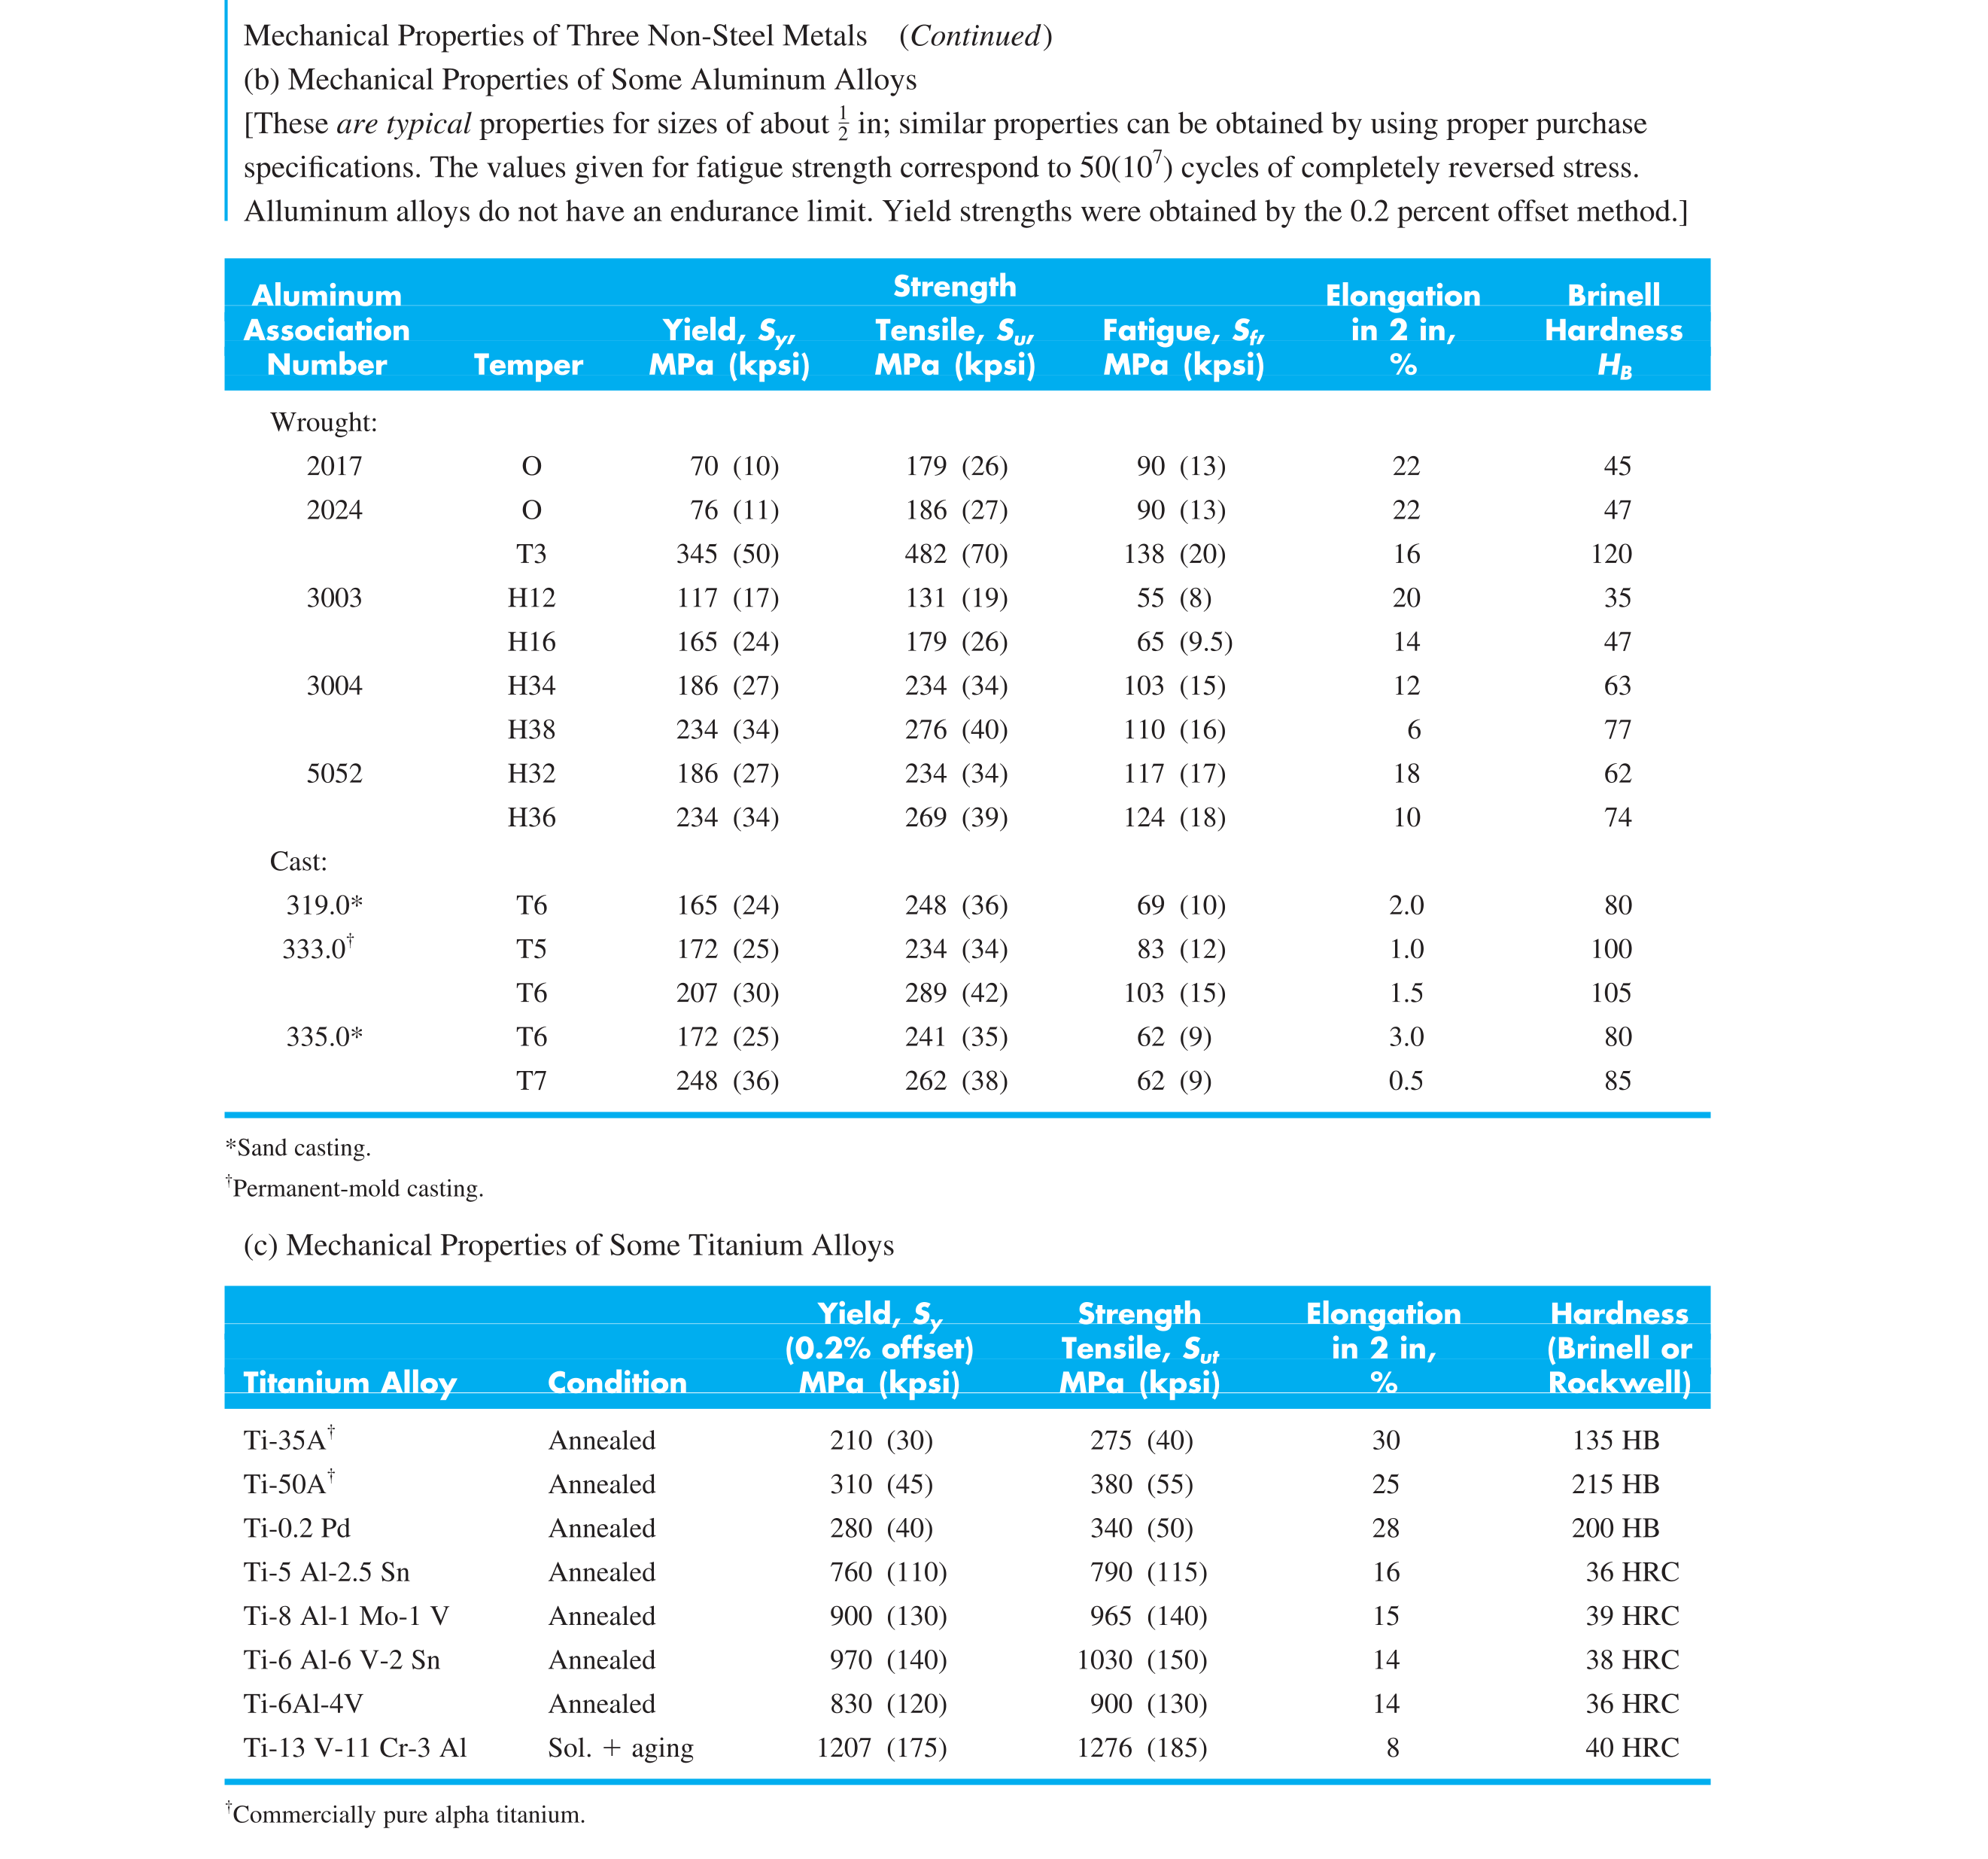 Mechanical Properties of Three Non-Steel Metals (Continued)
(b) Mechanical Properties of Some Aluminum Alloys
[These are typical properties for sizes of about 1/2 in; similar properties can be obtained by using proper purchase
specifications. The values given for fatigue strength correspond to 50(10⁷) cycles of completely reversed stress.
Alluminum alloys do not have an endurance limit. Yield strengths were obtained by the 0.2 percent offset method.]
Strength
Aluminum Elongation Brinell
Association Yield, Sy, Tensile, Su, Fatigue, Sf, in 2 in, Hardness
Number Temper MPa (kpsi) MPa (kpsi) MPa (kpsi) % HB
Wrought:
2017 O 70 (10) 179 (26) 90 (13) 22 45
2024 O 76 (11) 186 (27) 90 (13) 22 47
T3 345 (50) 482 (70) 138 (20) 16 120
3003 H12 117 (17) 131 (19) 55 (8) 20 35
H16 165 (24) 179 (26) 65 (9.5) 14 47
3004 H34 186 (27) 234 (34) 103 (15) 12 63
H38 234 (34) 276 (40) 110 (16) 6 77
5052 H32 186 (27) 234 (34) 117 (17) 18 62
H36 234 (34) 269 (39) 124 (18) 10 74
Cast:
319.0* T6 165 (24) 248 (36) 69 (10) 2.0 80
333.0† T5 172 (25) 234 (34) 83 (12) 1.0 100
T6 207 (30) 289 (42) 103 (15) 1.5 105
335.0* T6 172 (25) 241 (35) 62 (9) 3.0 80
T7 248 (36) 262 (38) 62 (9) 0.5 85
*Sand casting.
†Permanent-mold casting.
(c) Mechanical Properties of Some Titanium Alloys
Yield, Sy Strength Elongation Hardness
(0.2% offset) Tensile, Sut in 2 in, (Brinell or
Titanium Alloy Condition MPa (kpsi) MPa (kpsi) % Rockwell)
Ti-35A† Annealed 210 (30) 275 (40) 30 135 HB
Ti-50A† Annealed 310 (45) 380 (55) 25 215 HB
Ti-0.2 Pd Annealed 280 (40) 340 (50) 28 200 HB
Ti-5 Al-2.5 Sn Annealed 760 (110) 790 (115) 16 36 HRC
Ti-8 Al-1 Mo-1 V Annealed 900 (130) 965 (140) 15 39 HRC
Ti-6 Al-6 V-2 Sn Annealed 970 (140) 1030 (150) 14 38 HRC
Ti-6Al-4V Annealed 830 (120) 900 (130) 14 36 HRC
Ti-13 V-11 Cr-3 Al Sol. + aging 1207 (175) 1276 (185) 8 40 HRC
†Commercially pure alpha titanium.